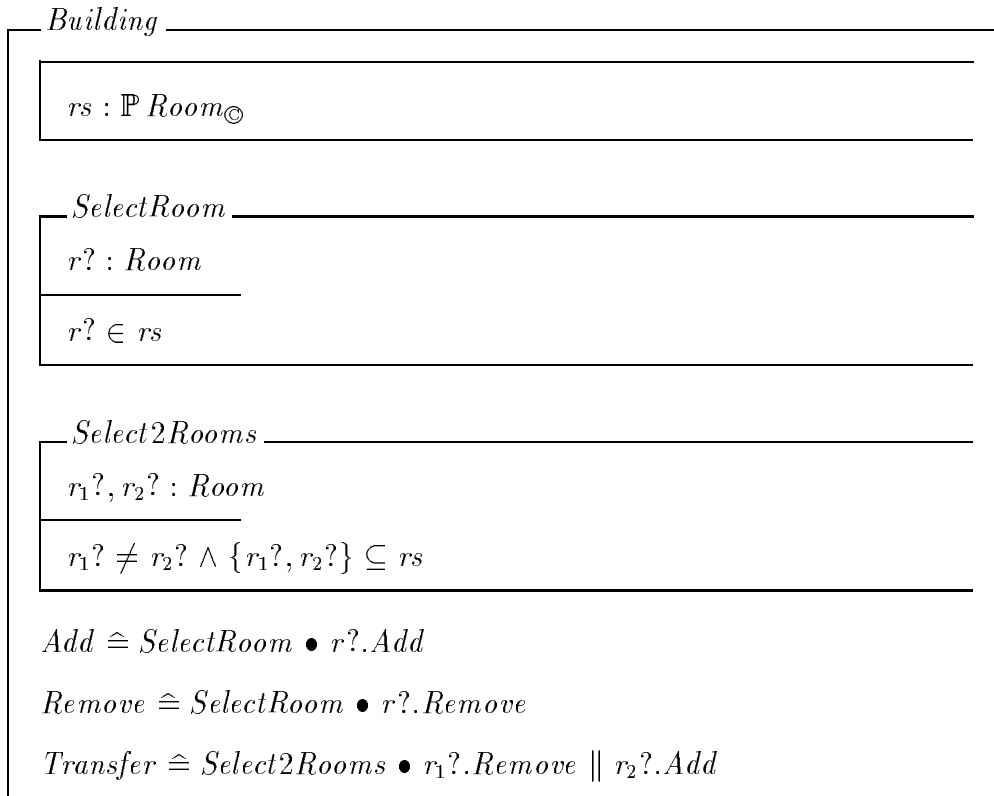 Building
rs : ℙ Room©
SelectRoom
r? : Room
r? ∈ rs
Select2Rooms
r₁?, r₂? : Room
r₁? ≠ r₂? ∧ {r₁?, r₂?} ⊆ rs
Add ≙ SelectRoom • r?.Add
Remove ≙ SelectRoom • r?.Remove
Transfer ≙ Select2Rooms • r₁?.Remove ∥ r₂?.Add